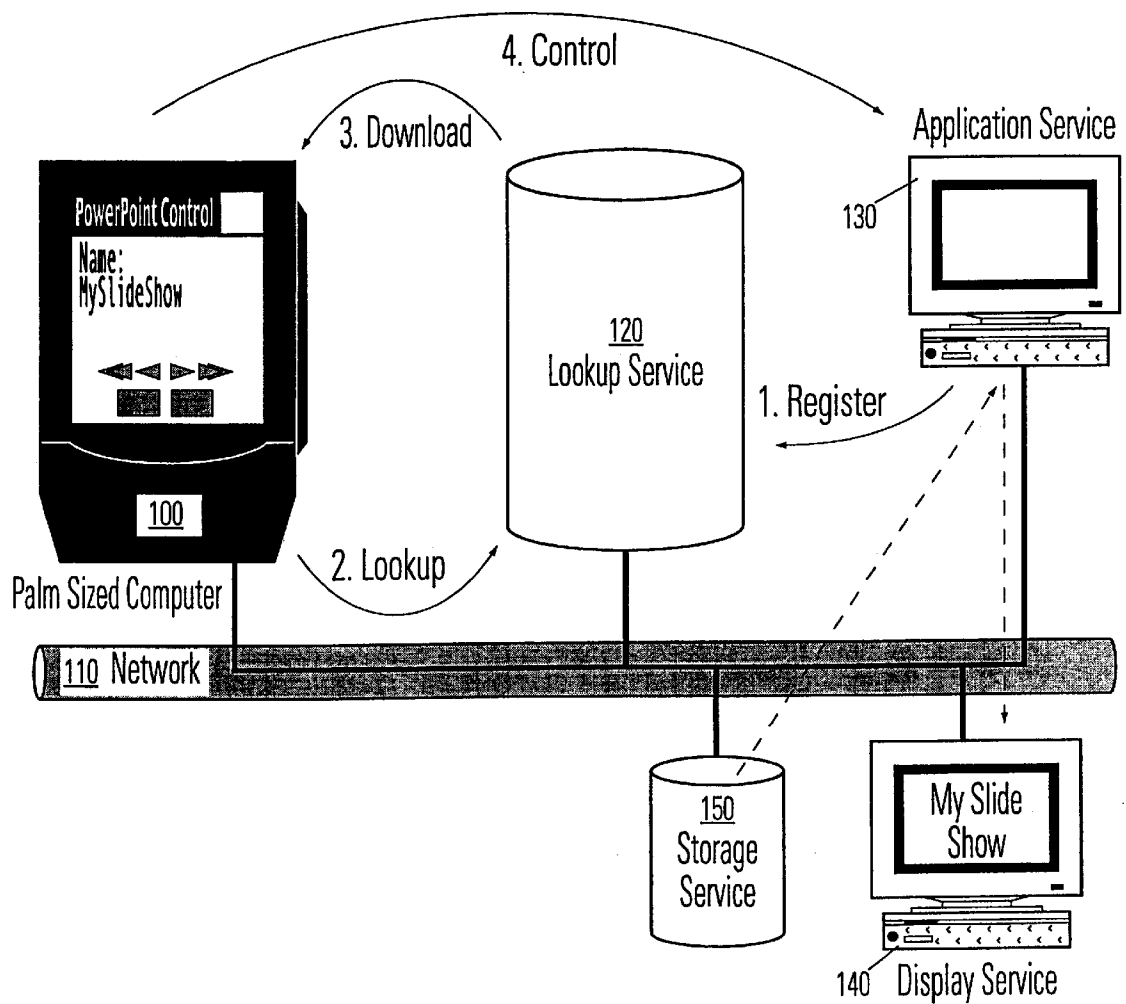 4. Control
3. Download
Application Service
130
PowerPoint Control
Name:
MySlideShow
120
Lookup Service
1. Register
100
2. Lookup
Palm Sized Computer
110 Network
150
Storage
Service
My Slide
Show
140
Display Service